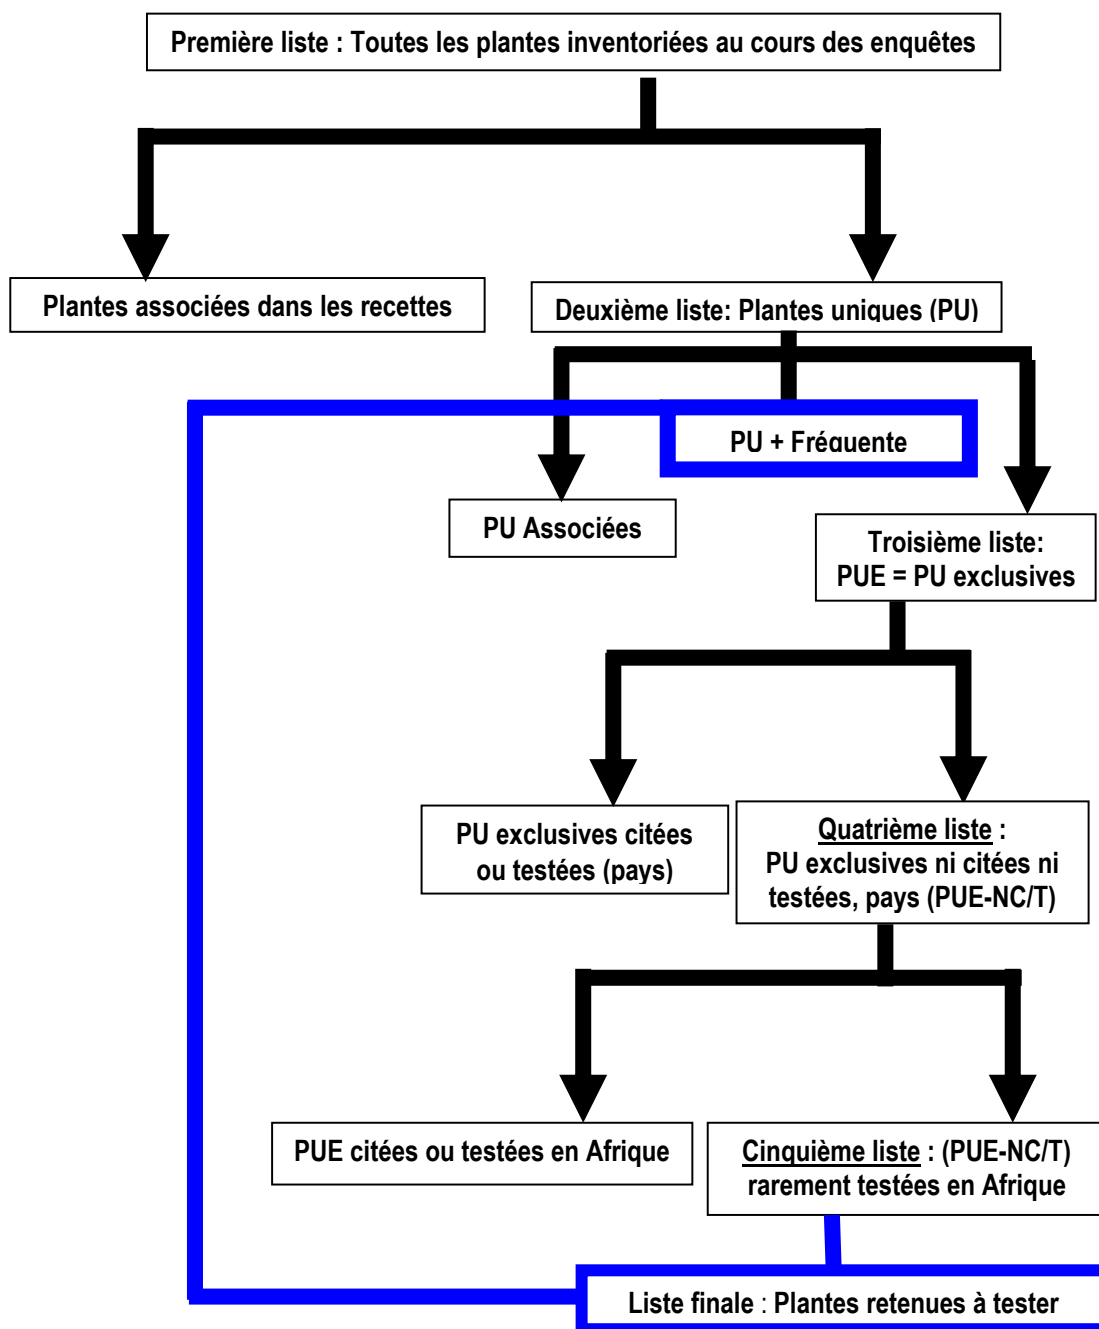 Première liste : Toutes les plantes inventoriées au cours des enquêtes
Plantes associées dans les recettes
Deuxième liste: Plantes uniques (PU)
PU + Fréquente
PU Associées
Troisième liste:
PUE = PU exclusives
PU exclusives citées
ou testées (pays)
Quatrième liste :
PU exclusives ni citées ni
testées, pays (PUE-NC/T)
PUE citées ou testées en Afrique
Cinquième liste : (PUE-NC/T)
rarement testées en Afrique
Liste finale : Plantes retenues à tester